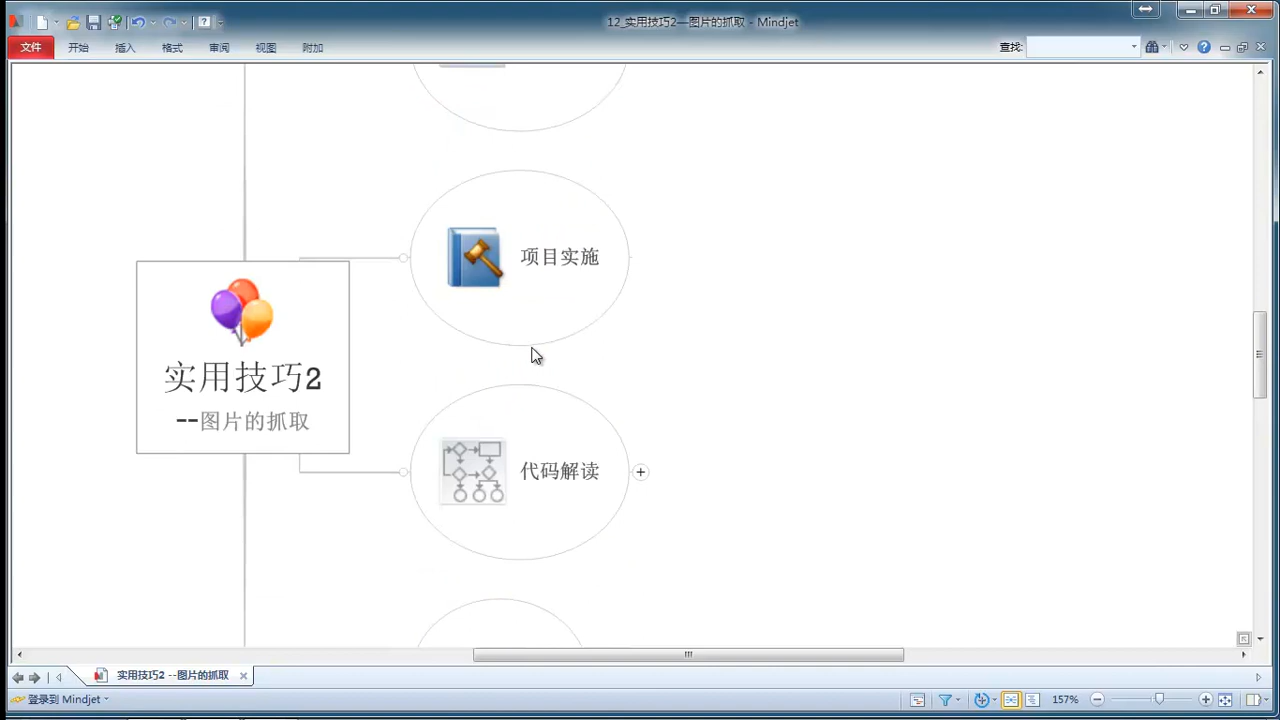 12_实用技巧2—图片的抓取 - Mindjet
文件 开始 插入 格式 审阅 视图 附加 查找:
项目实施
实用技巧2
--图片的抓取
代码解读
实用技巧2 --图片的抓取
登录到 Mindjet 157%